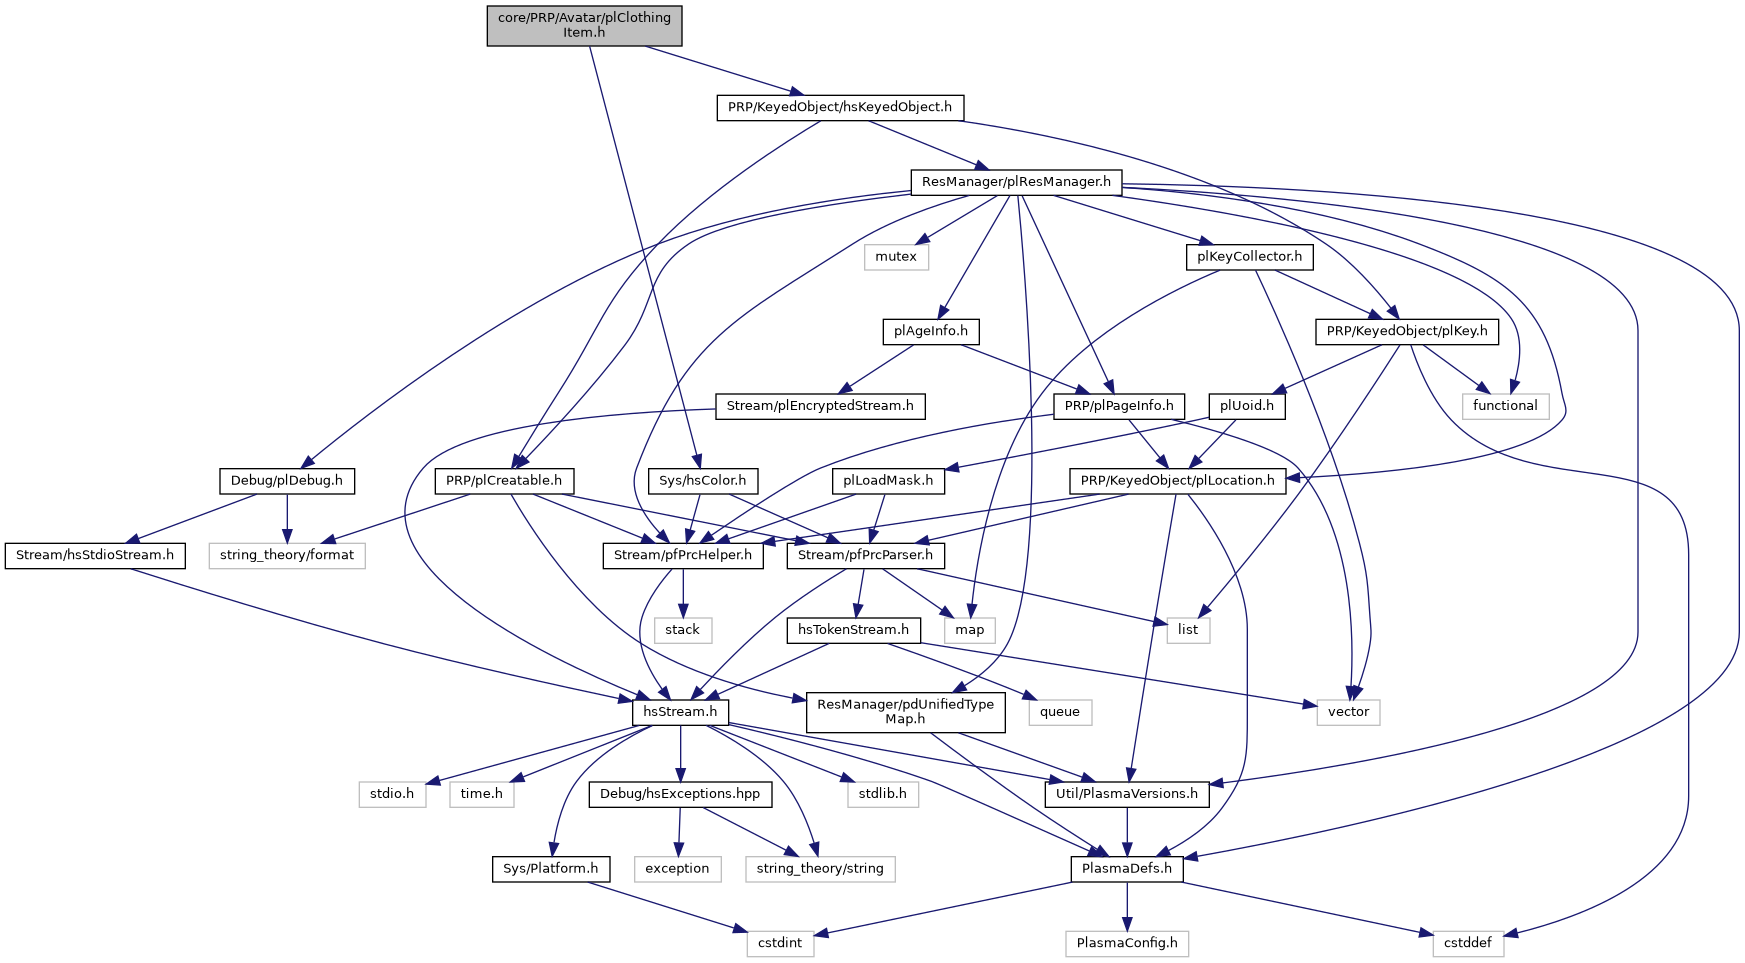 core/PRP/Avatar/plClothing
Item.h
PRP/KeyedObject/hsKeyedObject.h
ResManager/plResManager.h
mutex
plKeyCollector.h
plAgeInfo.h
PRP/KeyedObject/plKey.h
Stream/plEncryptedStream.h
PRP/plPageInfo.h
plUoid.h
functional
Debug/plDebug.h
PRP/plCreatable.h
Sys/hsColor.h
plLoadMask.h
PRP/KeyedObject/plLocation.h
Stream/hsStdioStream.h
string_theory/format
Stream/pfPrcHelper.h
Stream/pfPrcParser.h
stack
hsTokenStream.h
map
list
hsStream.h
ResManager/pdUnifiedType
Map.h
queue
vector
stdio.h
time.h
Debug/hsExceptions.hpp
stdlib.h
Util/PlasmaVersions.h
Sys/Platform.h
exception
string_theory/string
PlasmaDefs.h
cstdint
PlasmaConfig.h
cstddef